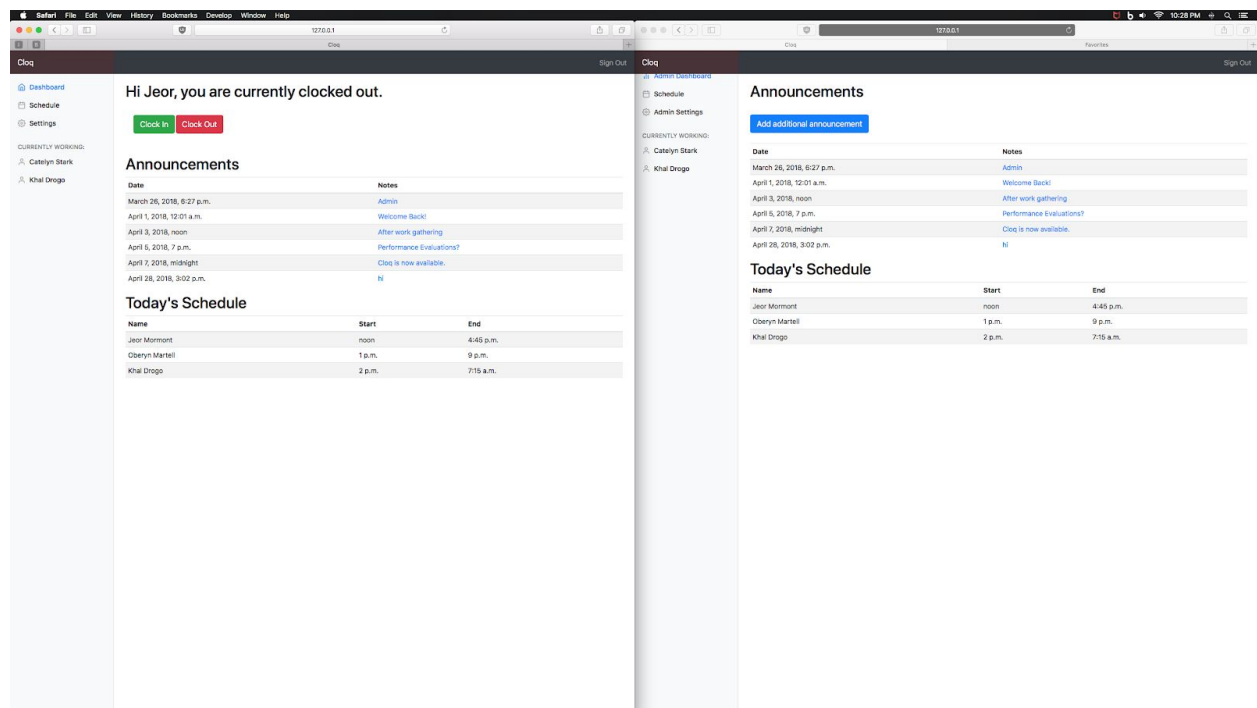 Safari File Edit View History Bookmarks Develop Window Help 10:28 PM
127.0.0.1
Cloq
Cloq Sign Out
Dashboard
Schedule
Settings
CURRENTLY WORKING:
Catelyn Stark
Khal Drogo
Hi Jeor, you are currently clocked out.
Clock In Clock Out
Announcements
Date Notes
March 26, 2018, 6:27 p.m. Admin
April 1, 2018, 12:01 a.m. Welcome Back!
April 3, 2018, noon After work gathering
April 5, 2018, 7 p.m. Performance Evaluations?
April 7, 2018, midnight Cloq is now available.
April 28, 2018, 3:02 p.m. hi
Today's Schedule
Name Start End
Jeor Mormont noon 4:45 p.m.
Oberyn Martell 1 p.m. 9 p.m.
Khal Drogo 2 p.m. 7:15 a.m.
127.0.0.1
Cloq Favorites
Cloq Sign Out
Admin Dashboard
Schedule
Admin Settings
CURRENTLY WORKING:
Catelyn Stark
Khal Drogo
Announcements
Add additional announcement
Date Notes
March 26, 2018, 6:27 p.m. Admin
April 1, 2018, 12:01 a.m. Welcome Back!
April 3, 2018, noon After work gathering
April 5, 2018, 7 p.m. Performance Evaluations?
April 7, 2018, midnight Cloq is now available.
April 28, 2018, 3:02 p.m. hi
Today's Schedule
Name Start End
Jeor Mormont noon 4:45 p.m.
Oberyn Martell 1 p.m. 9 p.m.
Khal Drogo 2 p.m. 7:15 a.m.